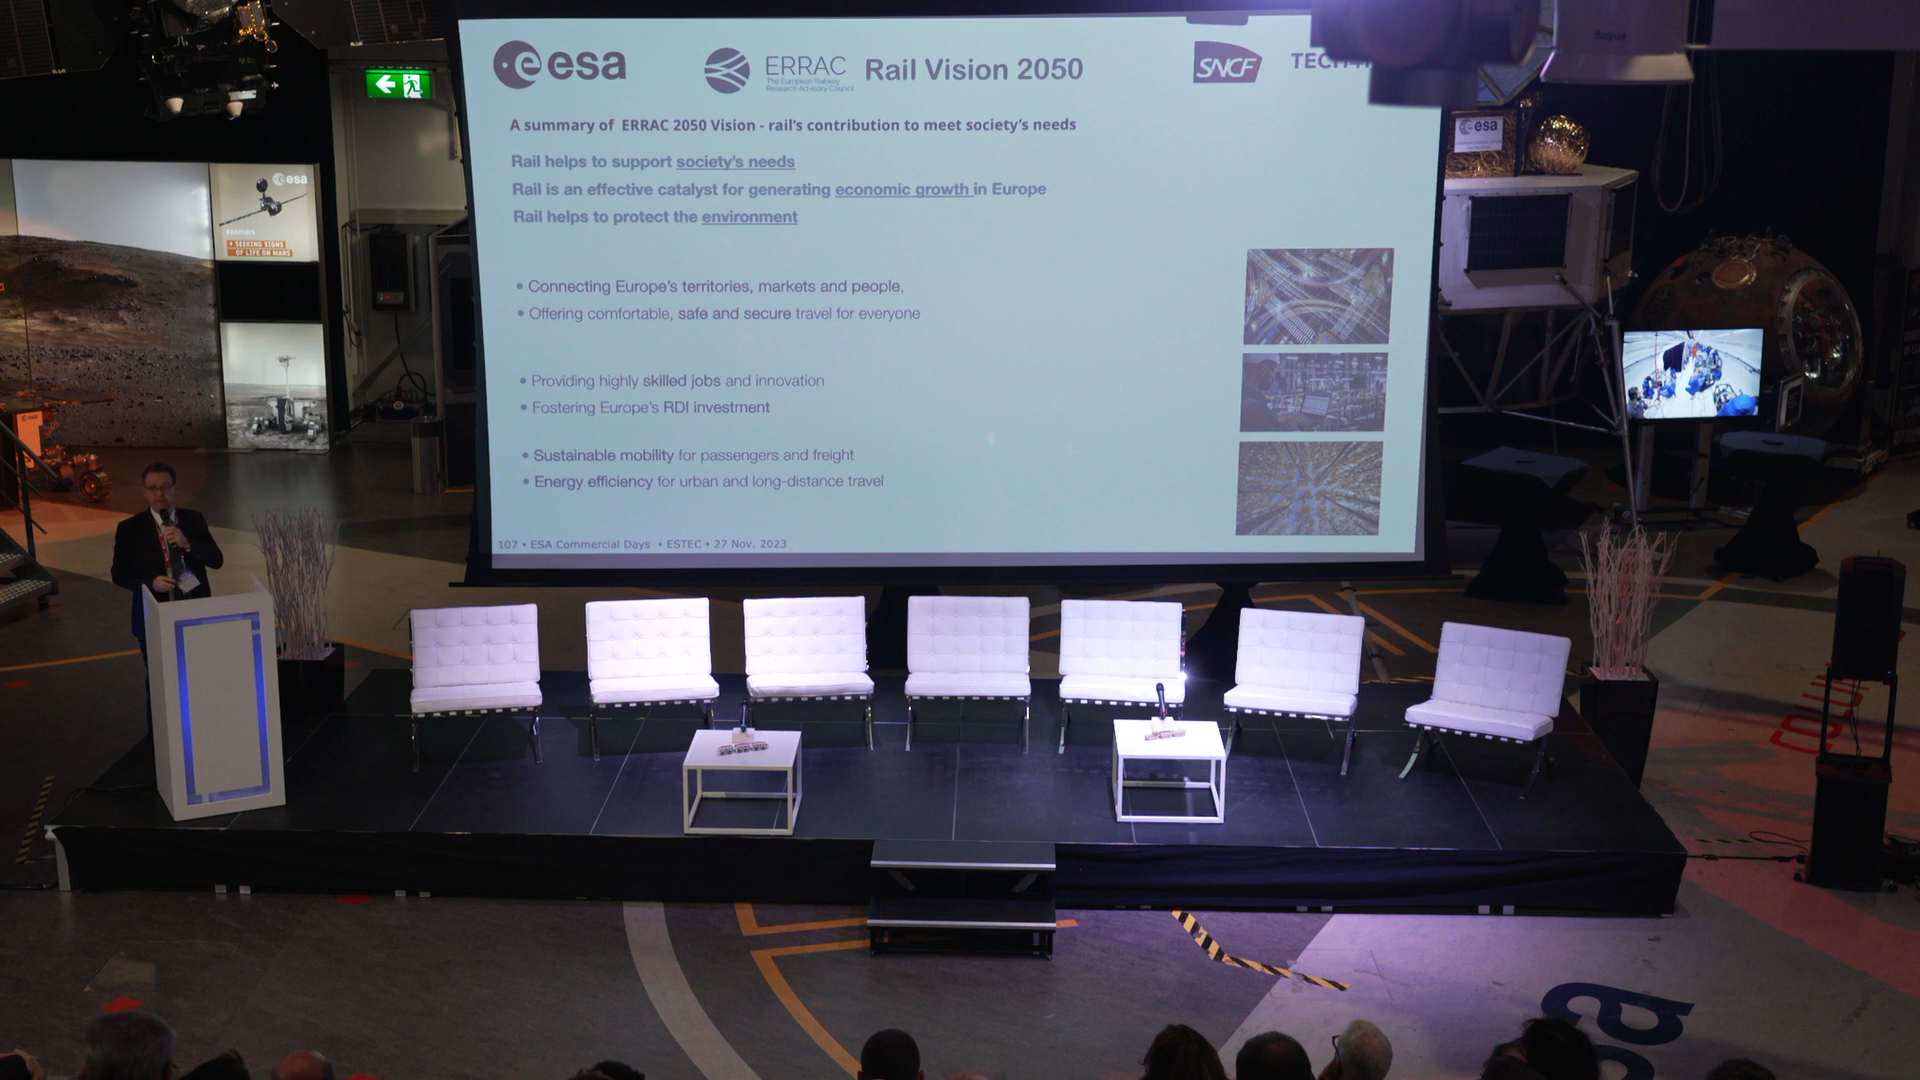 esa
ERRAC
The European Railway
Research Advisory Council
Rail Vision 2050
SNCF
A summary of ERRAC 2050 Vision - rail's contribution to meet society's needs
Rail helps to support society's needs
Rail is an effective catalyst for generating economic growth in Europe
Rail helps to protect the environment
• Connecting Europe's territories, markets and people,
• Offering comfortable, safe and secure travel for everyone
• Providing highly skilled jobs and innovation
• Fostering Europe's RDI investment
• Sustainable mobility for passengers and freight
• Energy efficiency for urban and long-distance travel
107 • ESA Commercial Days • ESTEC • 27 Nov. 2023
esa
exomars
SEEKING SIGNS
OF LIFE ON MARS
esa
esa
Soyuz